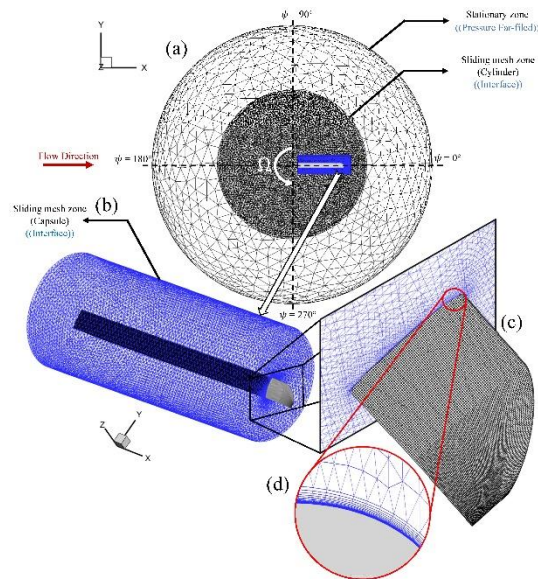 ψ 90°
Stationary zone
((Pressure Far-filed))
Y
Z
X
(a)
Sliding mesh zone
(Cylinder)
((Interface))
ψ = 180°
Ω
ψ = 0°
Flow Direction
Sliding mesh zone
(Capsule)
((Interface))
(b)
ψ = 270°
(c)
Z
Y
X
(d)